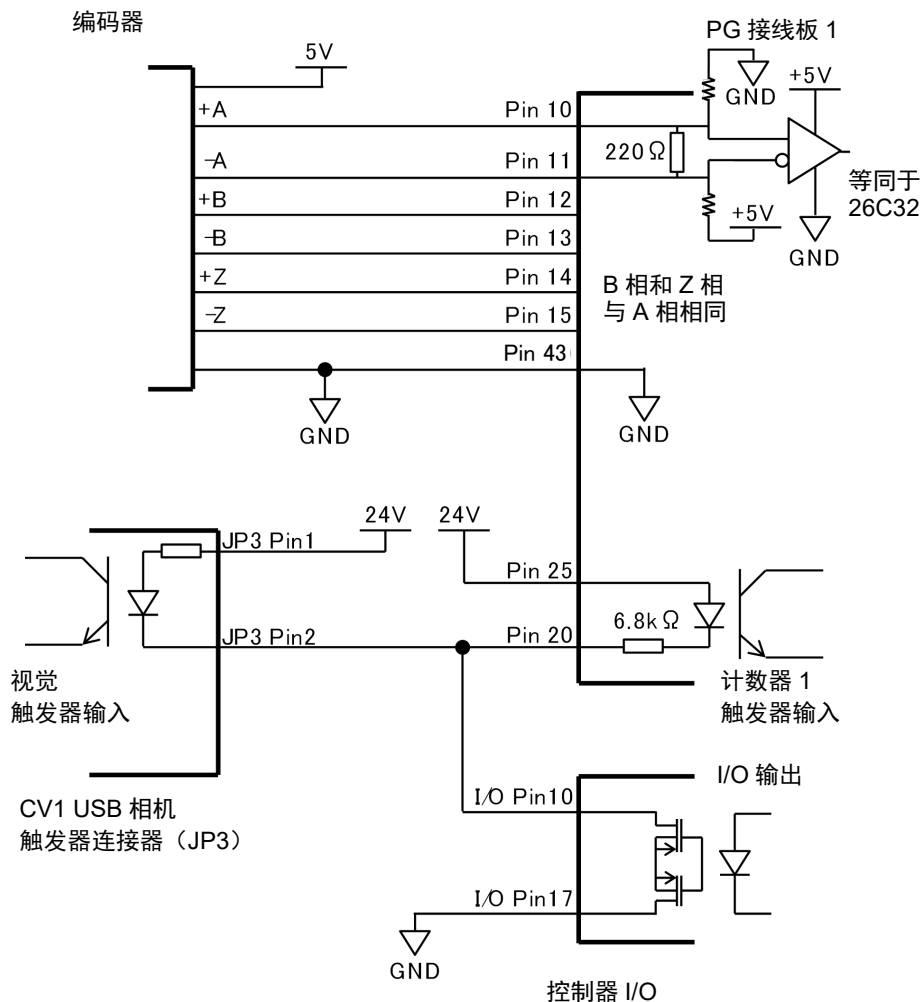 编码器
PG 接线板 1
5V
+5V
GND
+A
Pin 10
-A
Pin 11
220Ω
+B
Pin 12
+5V
-B
Pin 13
GND
等同于
26C32
+Z
Pin 14
-Z
Pin 15
B 相和 Z 相
与 A 相相同
Pin 43
GND
GND
24V
24V
JP3 Pin1
Pin 25
JP3 Pin2
Pin 20
6.8kΩ
视觉
触发器输入
计数器 1
触发器输入
CV1 USB 相机
触发器连接器（JP3）
I/O 输出
I/O Pin10
I/O Pin17
GND
控制器 I/O